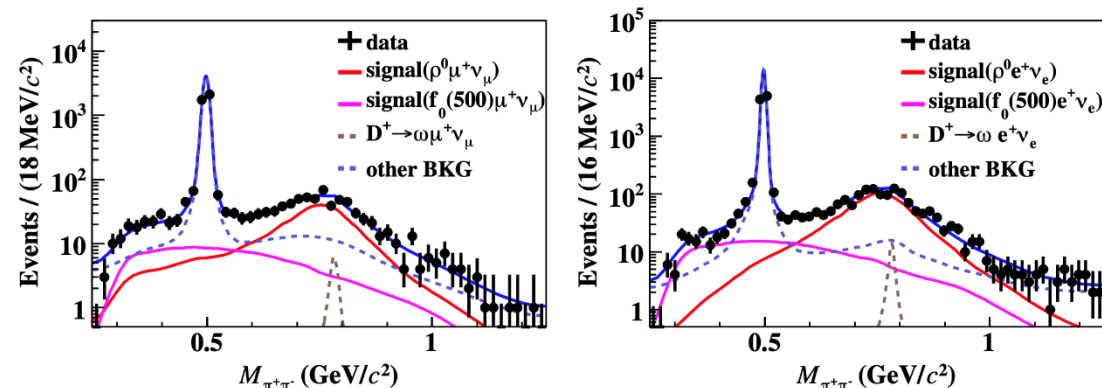 Events / (18 MeV/c²)
10⁴
10³
10²
10
1
data
signal(ρ⁰μ⁺ν_μ)
signal(f₀(500)μ⁺ν_μ)
D⁺→ωμ⁺ν_μ
other BKG
0.5
1
M_π⁺π⁻ (GeV/c²)
Events / (16 MeV/c²)
10⁵
10⁴
10³
10²
10
1
data
signal(ρ⁰e⁺ν_e)
signal(f₀(500)e⁺ν_e)
D⁺→ω e⁺ν_e
other BKG
0.5
1
M_π⁺π⁻ (GeV/c²)